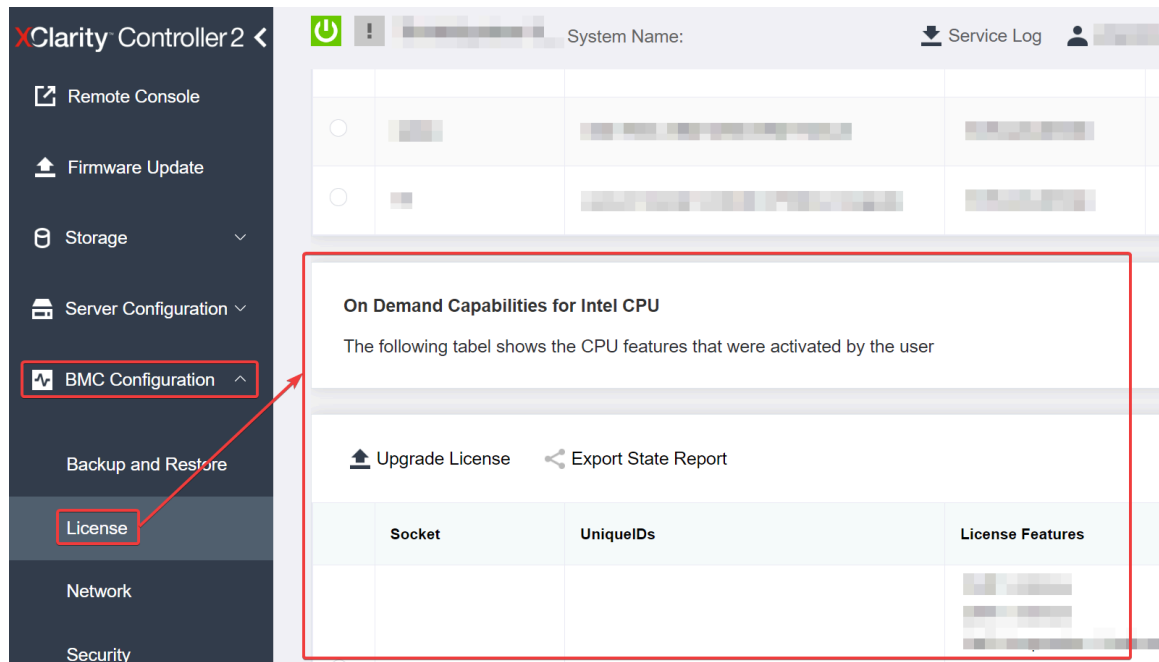 XClarity Controller 2
System Name:
Service Log
Remote Console
Firmware Update
Storage
Server Configuration
BMC Configuration
Backup and Restore
License
Network
Security
On Demand Capabilities for Intel CPU
The following tabel shows the CPU features that were activated by the user
Upgrade License
Export State Report
Socket
UniqueIDs
License Features